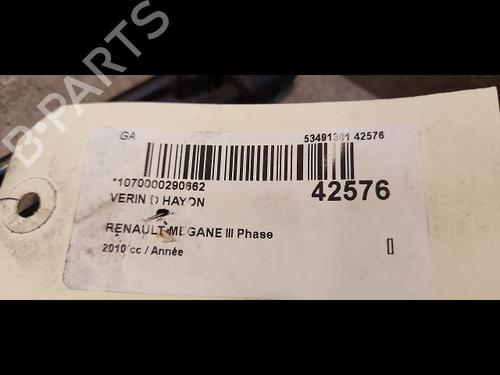 GA 53491361 42576
*1070000290662 42576
VERIN D HAYON
RENAULT MEGANE III Phase
2010 cc / Année
B-PARTS